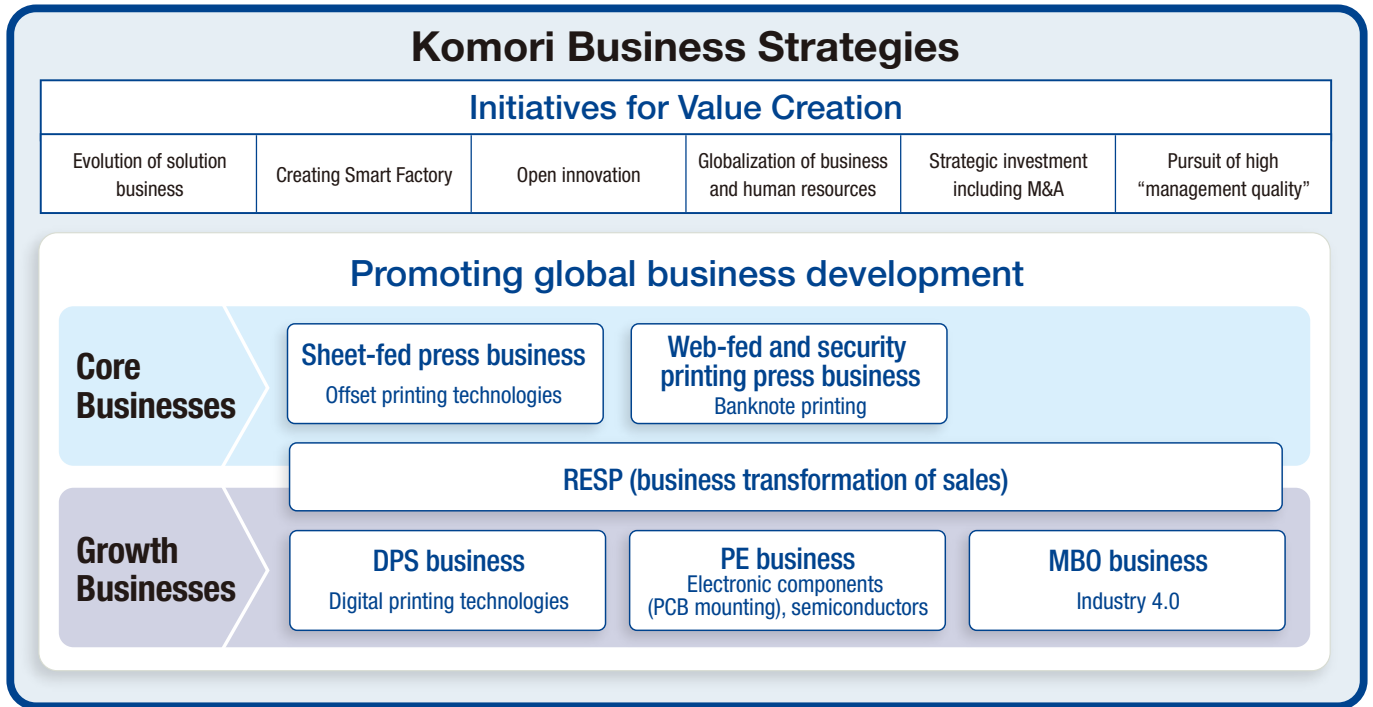 Komori Business Strategies
Initiatives for Value Creation
Evolution of solution
business
Creating Smart Factory
Open innovation
Globalization of business
and human resources
Strategic investment
including M&A
Pursuit of high
“management quality”
Promoting global business development
Core
Businesses
Sheet-fed press business
Offset printing technologies
Web-fed and security
printing press business
Banknote printing
RESP (business transformation of sales)
Growth
Businesses
DPS business
Digital printing technologies
PE business
Electronic components
(PCB mounting), semiconductors
MBO business
Industry 4.0